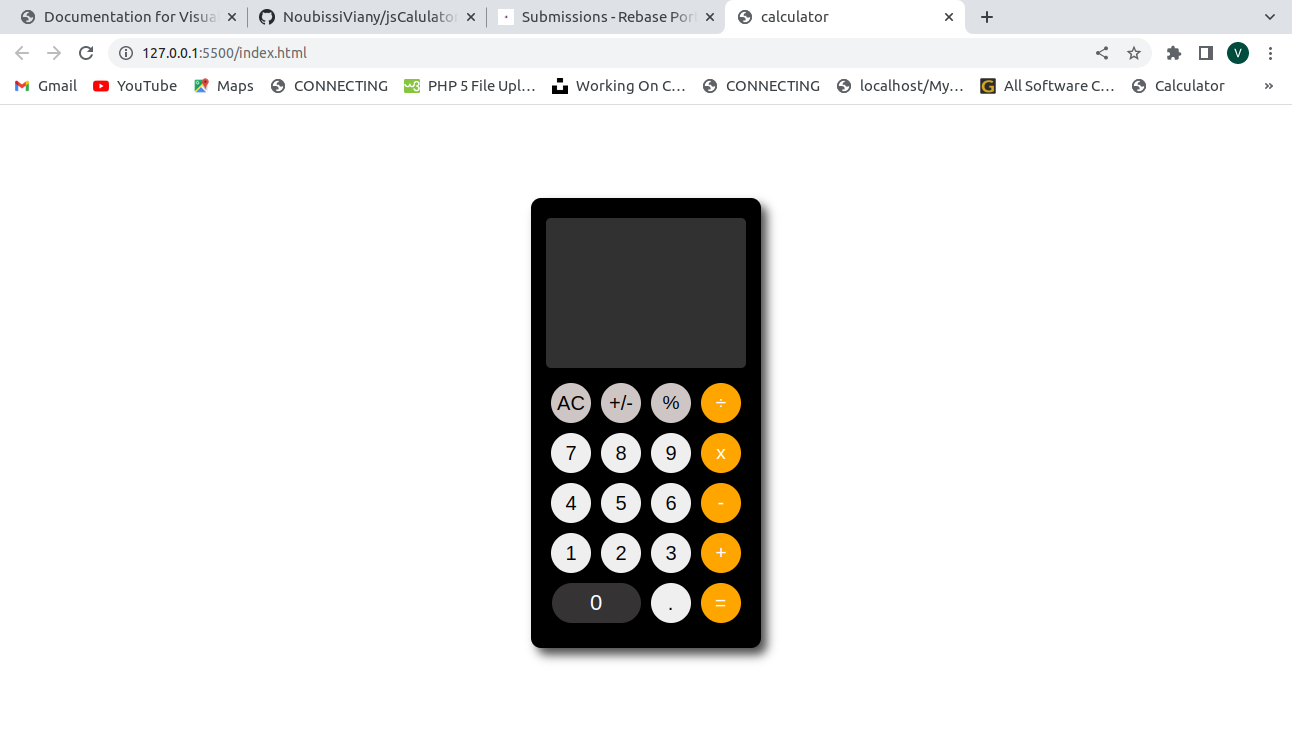 Documentation for Visua NoubissiViany/jsCalulator Submissions - Rebase Por calculator
127.0.0.1:5500/index.html V
Gmail YouTube Maps CONNECTING PHP 5 File Upl... Working On C... CONNECTING localhost/My... All Software C... Calculator »
AC +/- % ÷
7 8 9 x
4 5 6 -
1 2 3 +
0 . =